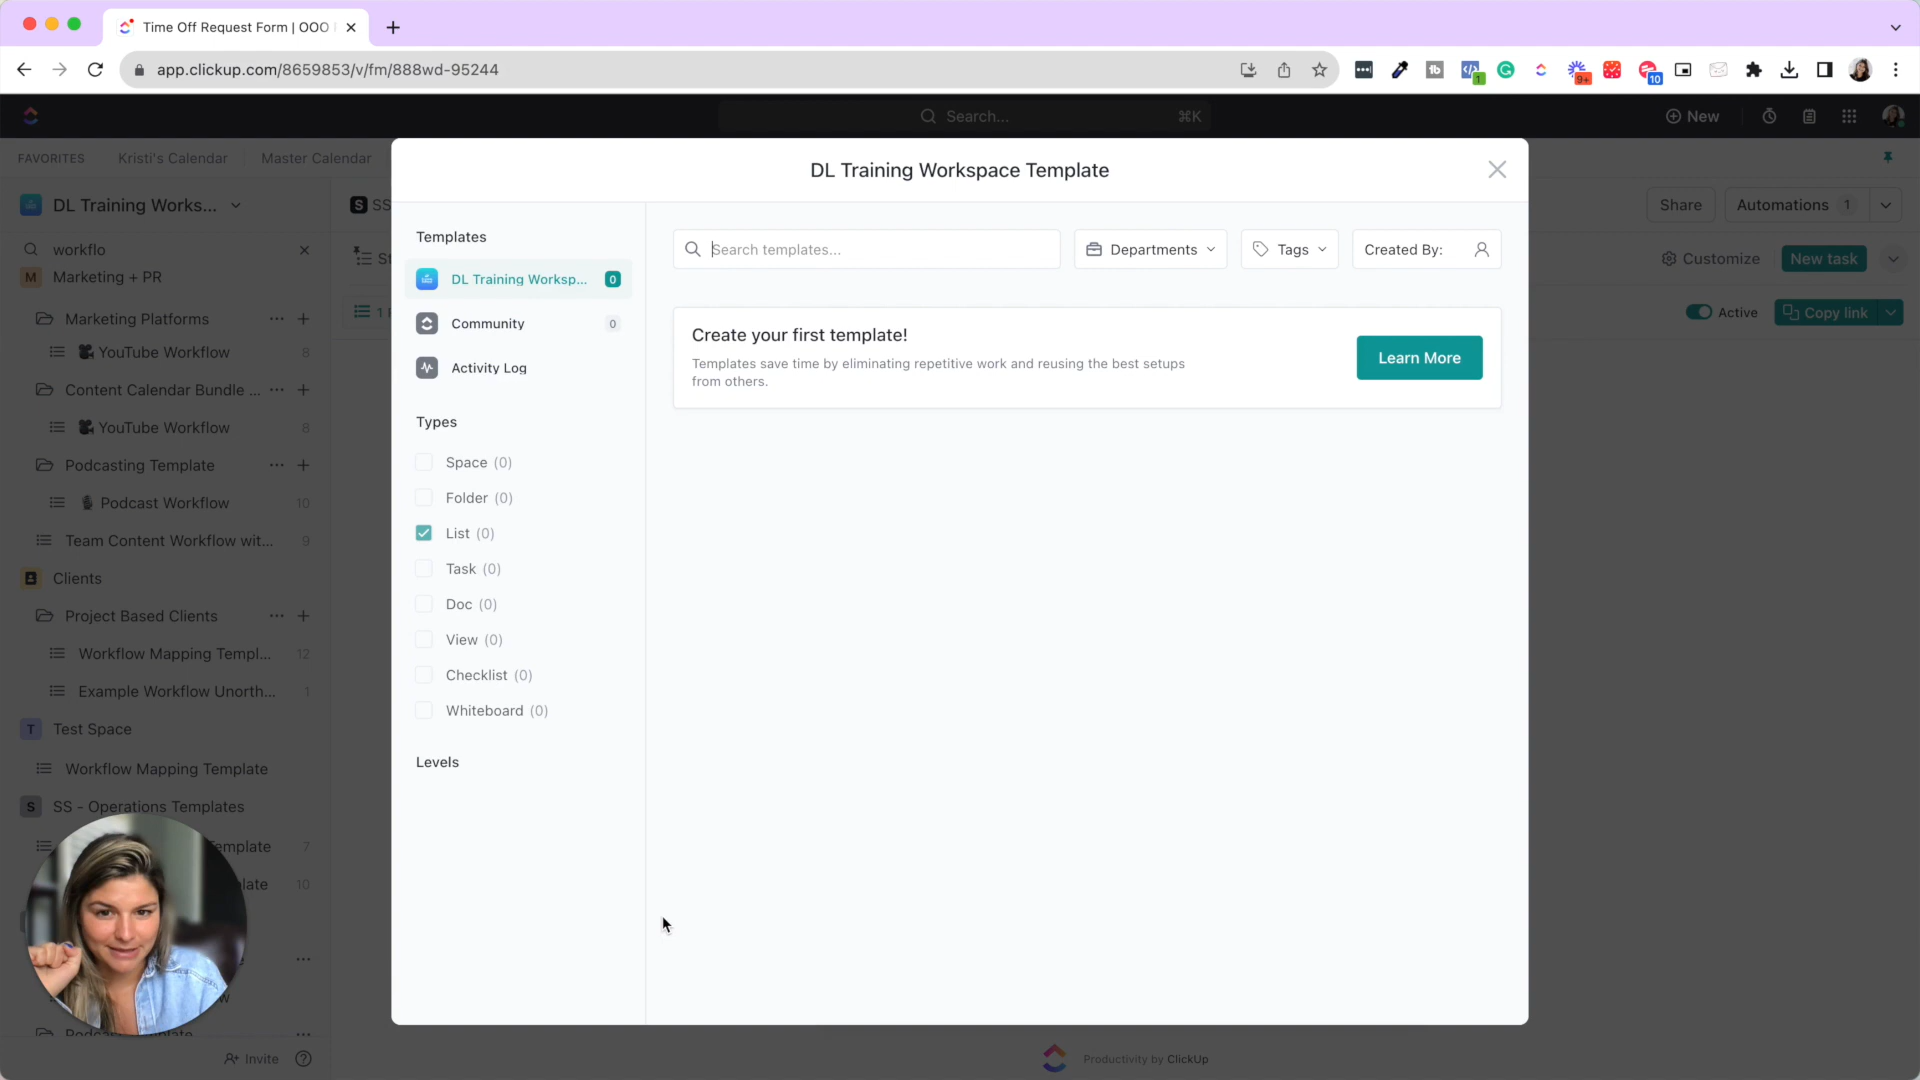 Time Off Request Form | OOO
app.clickup.com/8659853/v/fm/888wd-95244
1
9+
10
Search...
⌘K
New
FAVORITES
Kristi's Calendar
Master Calendar
DL Training Works...
SS
Share
Automations 1
workflo
Customize
New task
Marketing + PR
Active
Copy link
Marketing Platforms
YouTube Workflow 8
Content Calendar Bundle ...
YouTube Workflow 8
Podcasting Template
Podcast Workflow 10
Team Content Workflow wit... 9
Clients
Project Based Clients
Workflow Mapping Templ... 12
Example Workflow Unorth... 1
T Test Space
Workflow Mapping Template
S SS - Operations Templates
emplate 7
late 10
Invite
DL Training Workspace Template
Templates
DL Training Worksp... 0
Community 0
Activity Log
Types
Space (0)
Folder (0)
List (0)
Task (0)
Doc (0)
View (0)
Checklist (0)
Whiteboard (0)
Levels
Search templates...
Departments
Tags
Created By:
Create your first template!
Templates save time by eliminating repetitive work and reusing the best setups
from others.
Learn More
Productivity by ClickUp